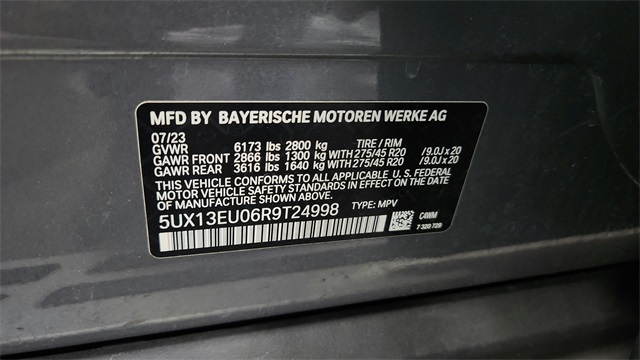 MFD BY BAYERISCHE MOTOREN WERKE AG
07/23
GVWR 6173 lbs 2800 kg TIRE / RIM
GAWR FRONT 2866 lbs 1300 kg WITH 275/45 R20 / 9.0J x 20
GAWR REAR 3616 lbs 1640 kg WITH 275/45 R20 / 9.0J x 20
THIS VEHICLE CONFORMS TO ALL APPLICABLE U. S. FEDERAL
MOTOR VEHICLE SAFETY STANDARDS IN EFFECT ON THE DATE
OF MANUFACTURE SHOWN ABOVE.
5UX13EU06R9T24998 TYPE: MPV
C4WM
7 320 729